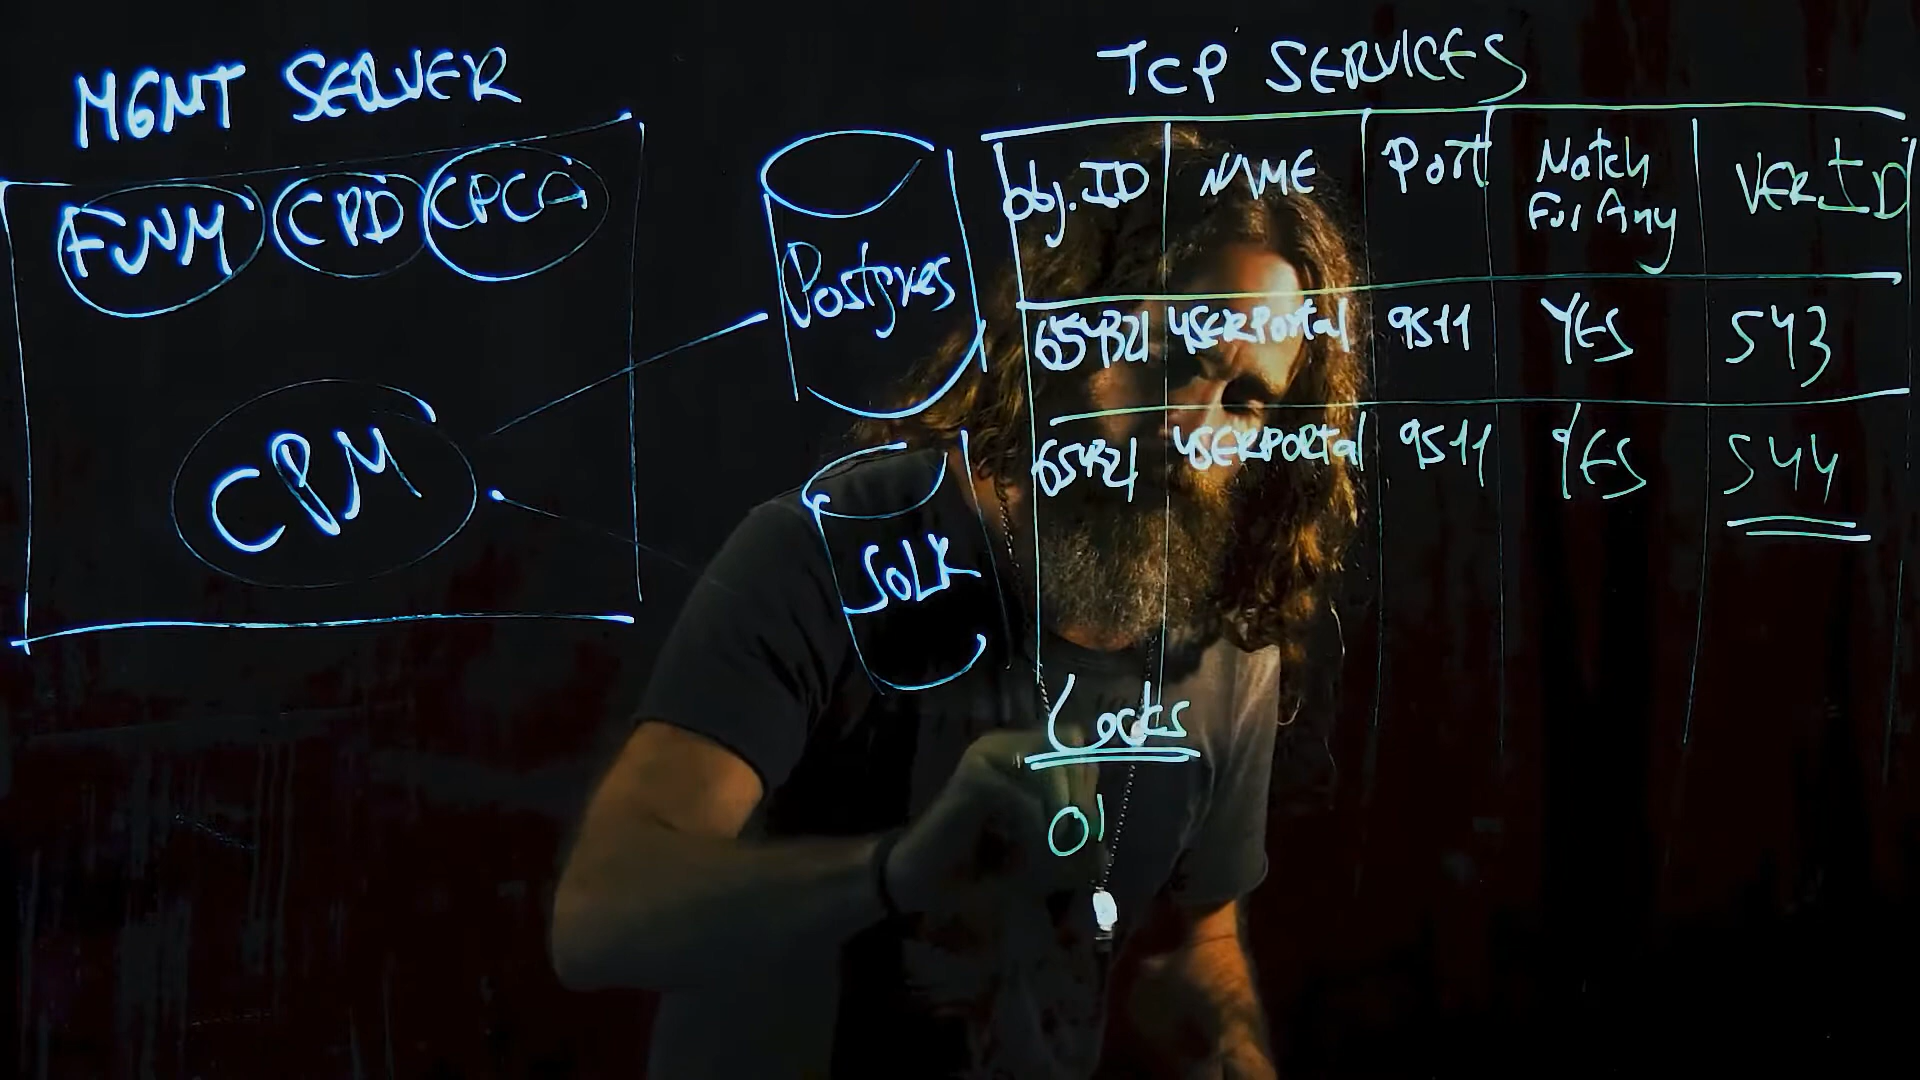 MGMT SERVER
FWM CPD CPCA
CPM
Postgres
SOLR
TCP SERVICES
obj.ID NAME Port Match For Any VER.ID
654321 USERPortal 9511 YES 543
654321 USERPORtal 9511 YES 544
Locks
O